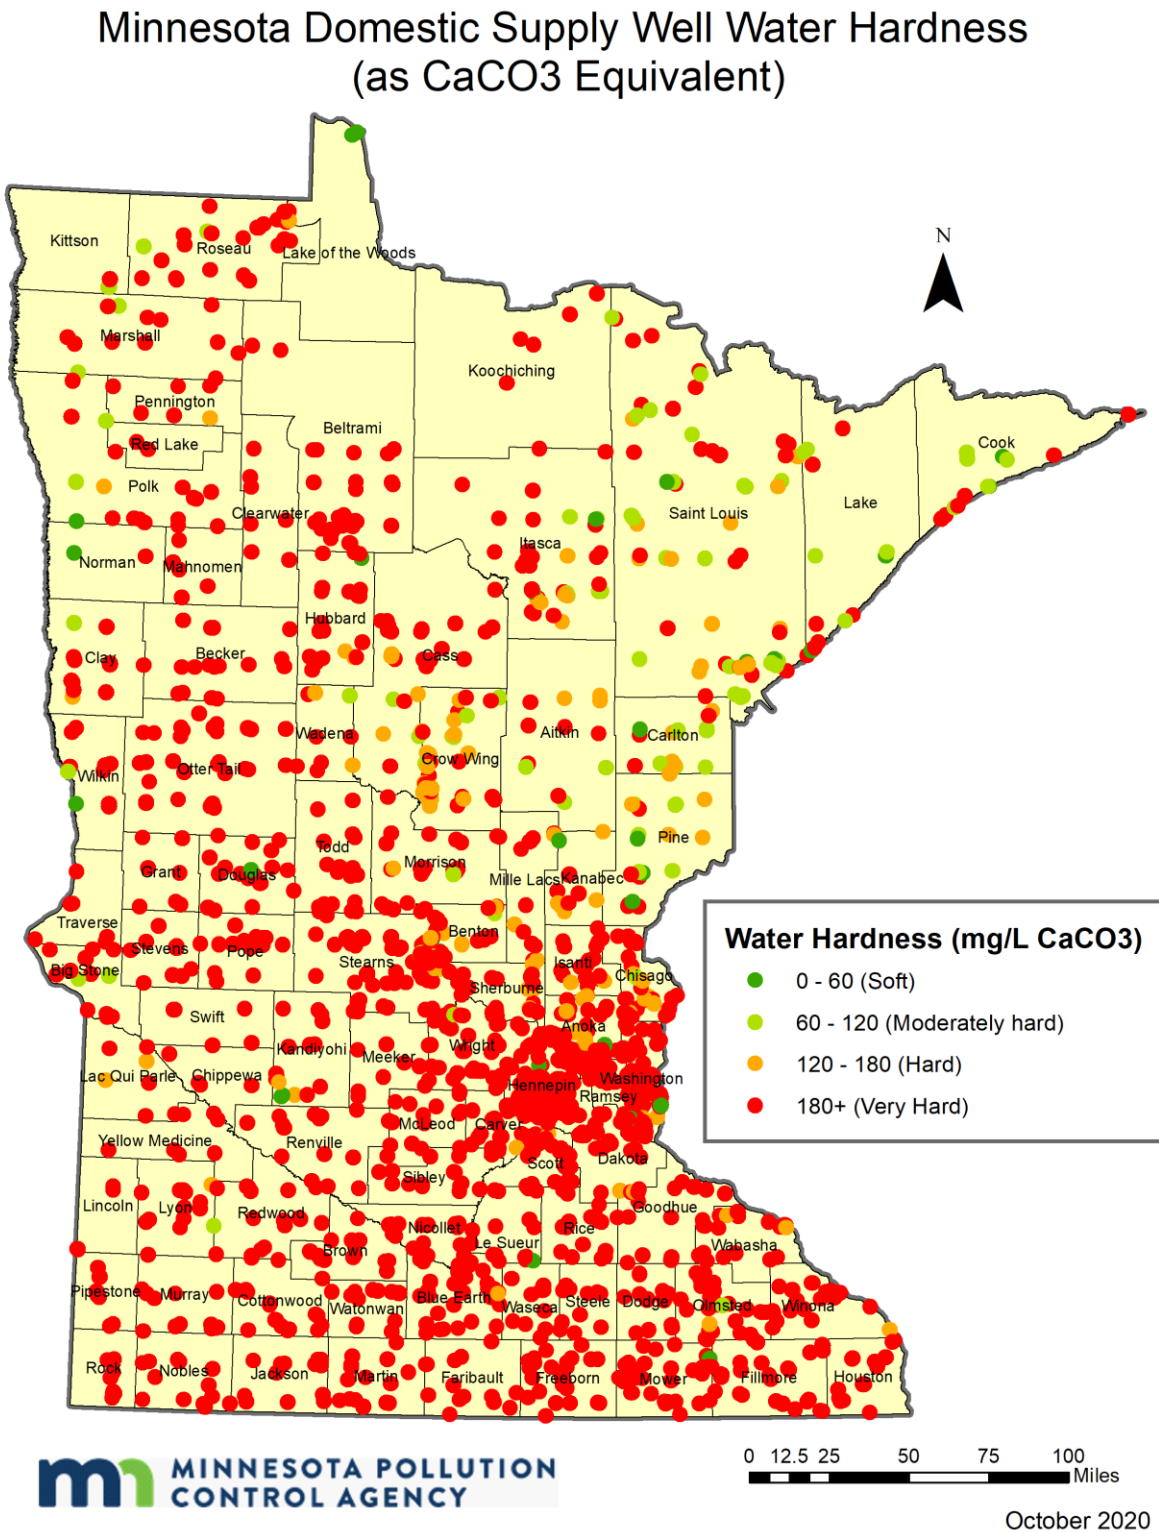 Minnesota Domestic Supply Well Water Hardness
(as CaCO3 Equivalent)
N
Kittson
Roseau
Lake of the Woods
Marshall
Koochiching
Pennington
Beltrami
Red Lake
Cook
Polk
Clearwater
Saint Louis
Lake
Itasca
Norman
Mahnomen
Hubbard
Becker
Clay
Cass
Wadena
Aitkin
Carlton
Crow Wing
Otter Tail
Wilkin
Pine
Todd
Morrison
Grant
Douglas
Mille Lacs
Kanabec
Traverse
Benton
Stevens
Pope
Stearns
Isanti
Big Stone
Chisago
Sherburne
Swift
Anoka
Kandiyohi
Meeker
Wright
Lac Qui Parle
Chippewa
Hennepin
Washington
Ramsey
McLeod
Carver
Yellow Medicine
Renville
Scott
Dakota
Sibley
Lincoln
Lyon
Redwood
Goodhue
Nicollet
Le Sueur
Rice
Brown
Wabasha
Pipestone
Murray
Cottonwood
Watonwan
Blue Earth
Waseca
Steele
Dodge
Olmsted
Winona
Rock
Nobles
Jackson
Martin
Faribault
Freeborn
Mower
Fillmore
Houston
Water Hardness (mg/L CaCO3)
0 - 60 (Soft)
60 - 120 (Moderately hard)
120 - 180 (Hard)
180+ (Very Hard)
MINNESOTA POLLUTION
CONTROL AGENCY
0 12.5 25 50 75 100
Miles
October 2020